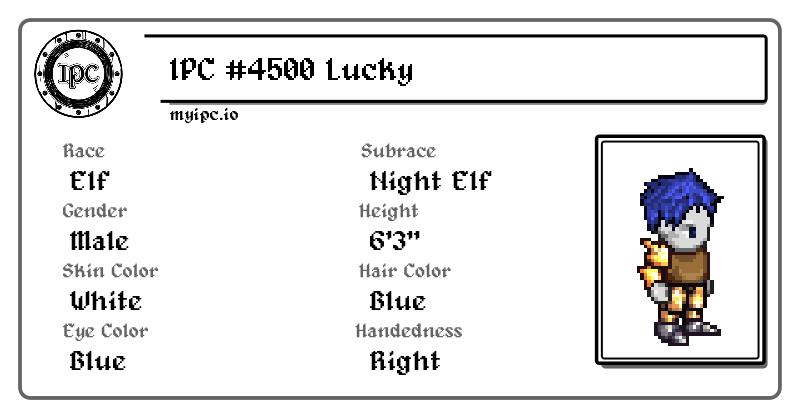 IPC
IPC #4500 Lucky
myipc.io
Race
Elf
Subrace
Night Elf
Gender
Male
Height
6'3"
Skin Color
White
Hair Color
Blue
Eye Color
Blue
Handedness
Right